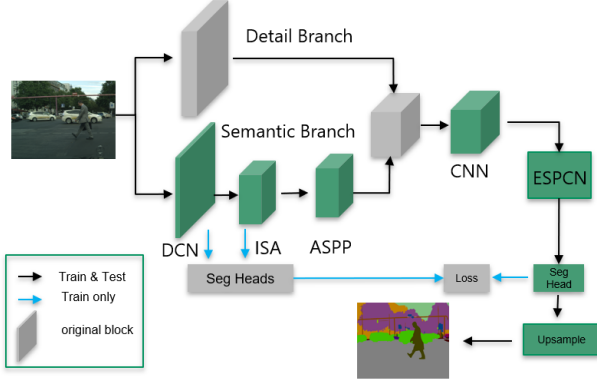 Detail Branch
Semantic Branch
CNN
ESPCN
DCN
ISA
ASPP
Seg Heads
Loss
Seg
Head
Upsample
Train & Test
Train only
original block